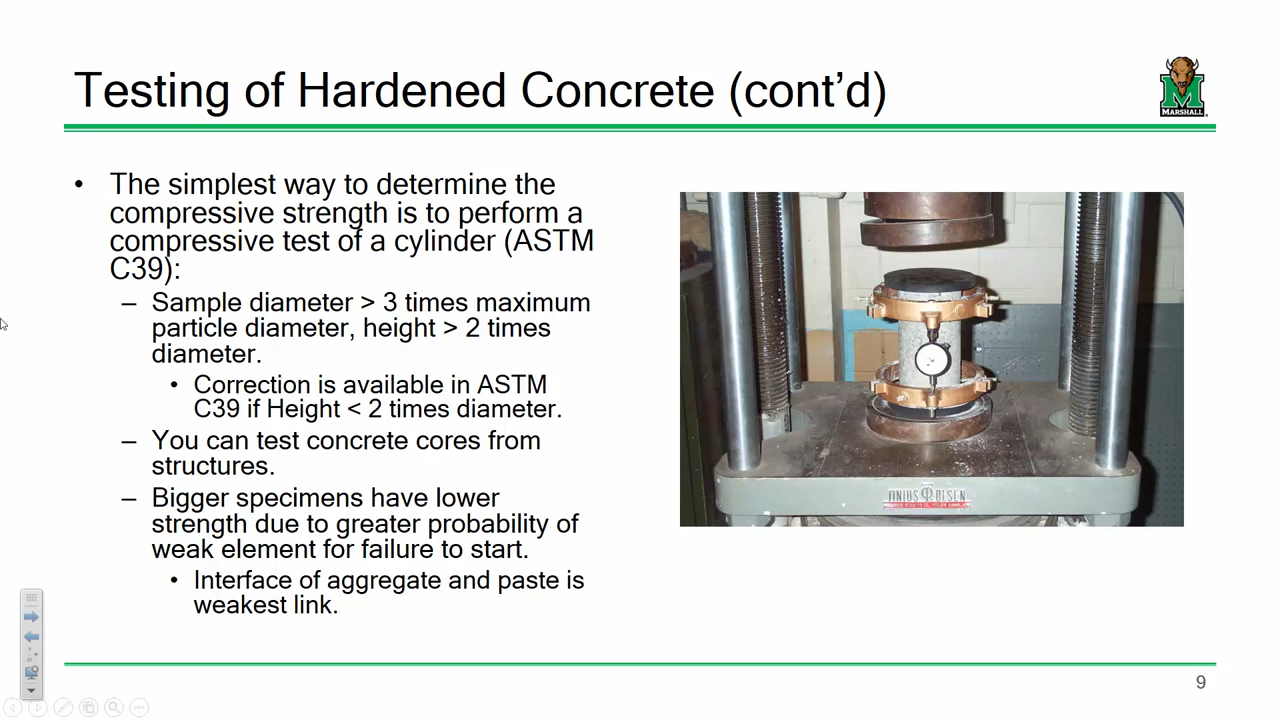 Testing of Hardened Concrete (cont’d)
MARSHALL
• The simplest way to determine the
compressive strength is to perform a
compressive test of a cylinder (ASTM
C39):
– Sample diameter > 3 times maximum
particle diameter, height > 2 times
diameter.
• Correction is available in ASTM
C39 if Height < 2 times diameter.
– You can test concrete cores from
structures.
– Bigger specimens have lower
strength due to greater probability of
weak element for failure to start.
• Interface of aggregate and paste is
weakest link.
TINIUS OLSEN
9